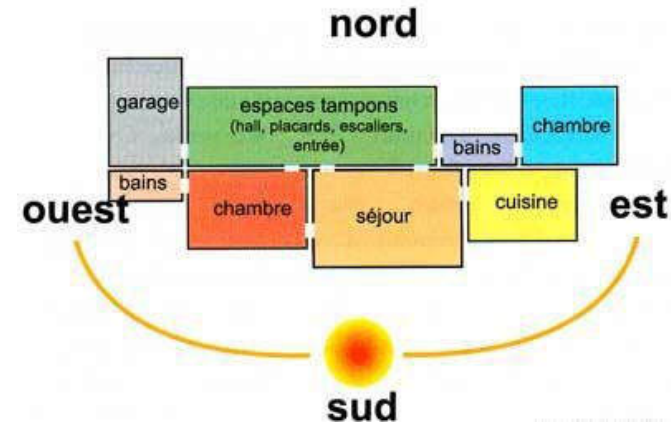 nord
garage
espaces tampons
(hall, placards, escaliers,
entrée)
bains
chambre
bains
chambre
séjour
cuisine
ouest
est
sud